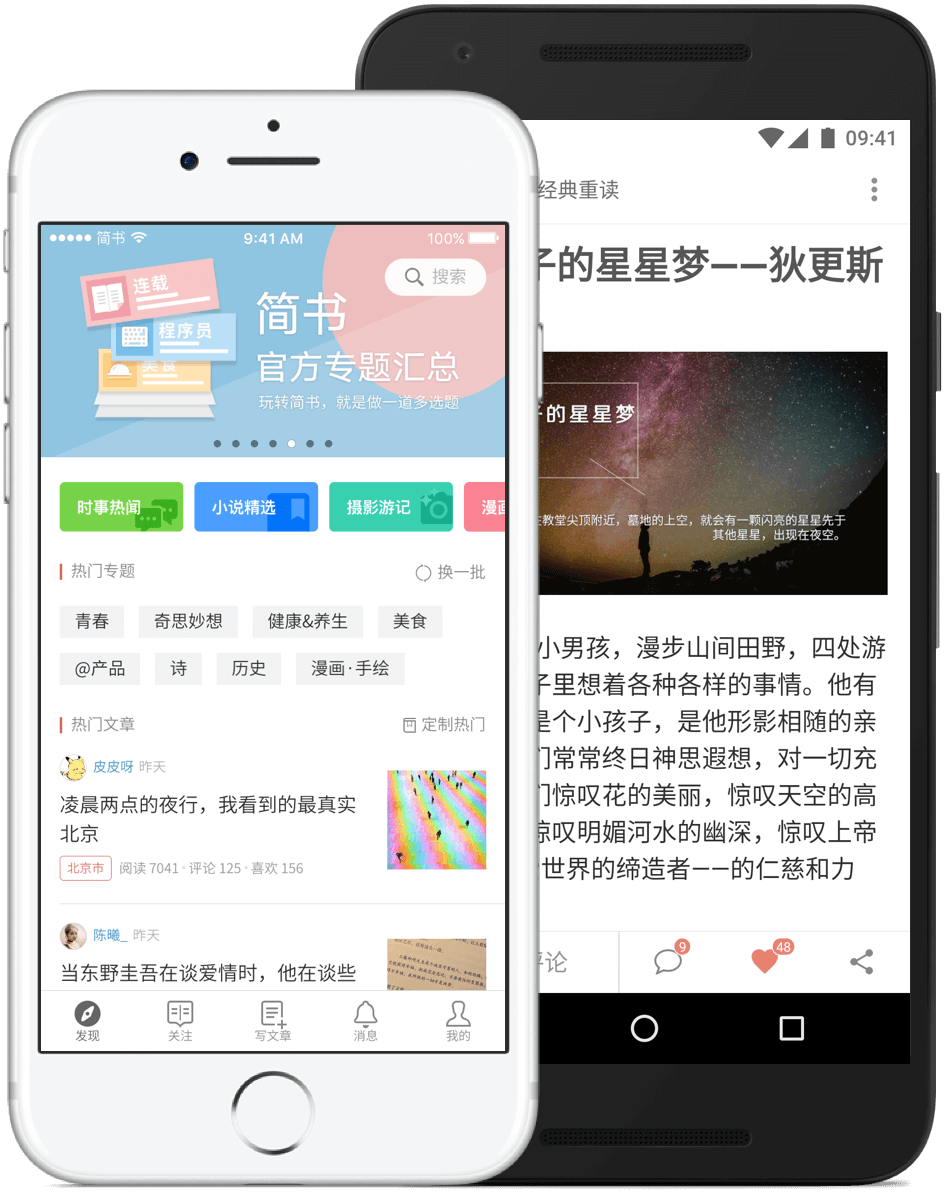 简书
9:41 AM
100%
搜索
连载
程序员
美食
简书
官方专题汇总
玩转简书，就是做一道多选题
时事热闻
小说精选
摄影游记
漫画
热门专题
换一批
青春
奇思妙想
健康&养生
美食
@产品
诗
历史
漫画·手绘
热门文章
定制热门
皮皮呀 昨天
凌晨两点的夜行，我看到的最真实
北京
北京市 阅读 7041 · 评论 125 · 喜欢 156
陈曦_ 昨天
当东野圭吾在谈爱情时，他在谈些
发现
关注
写文章
消息
我的
09:41
经典重读
子的星星梦——狄更斯
子的星星梦
在教堂尖顶附近，墓地的上空，就会有一颗闪亮的星星先于
其他星星，出现在夜空。
小男孩，漫步山间田野，四处游
子里想着各种各样的事情。他有
是个小孩子，是他形影相随的亲
们常常终日神思遐想，对一切充
们惊叹花的美丽，惊叹天空的高
惊叹明媚河水的幽深，惊叹上帝
世界的缔造者——的仁慈和力
评论
9
48